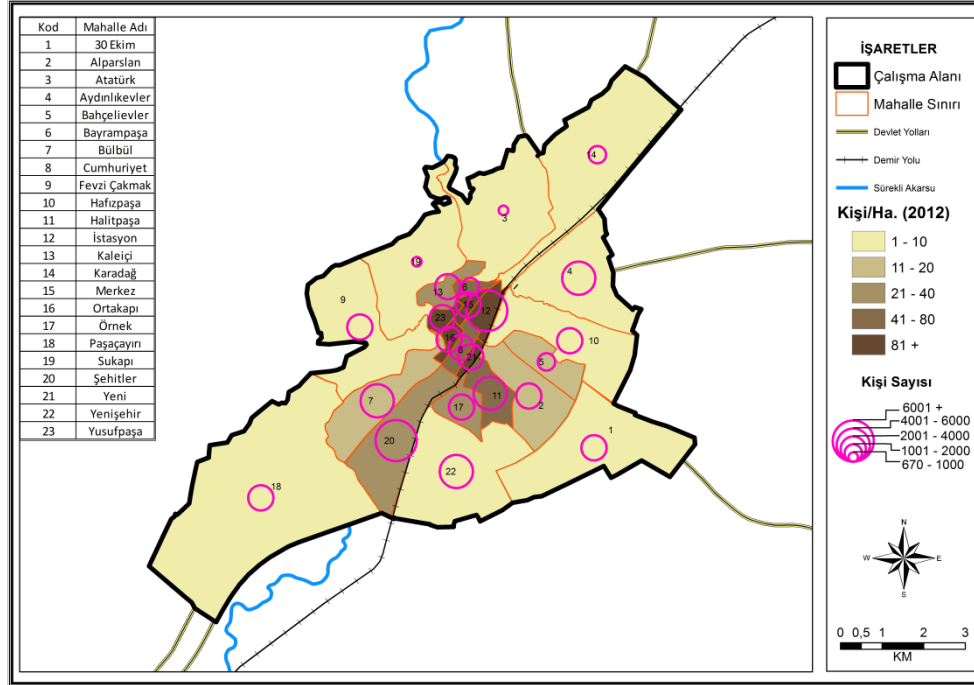 Kod Mahalle Adı
1 30 Ekim
2 Alparslan
3 Atatürk
4 Aydınlıkevler
5 Bahçelievler
6 Bayrampaşa
7 Bülbül
8 Cumhuriyet
9 Fevzi Çakmak
10 Hafızpaşa
11 Halitpaşa
12 İstasyon
13 Kaleiçi
14 Karadağ
15 Merkez
16 Ortakapı
17 Örnek
18 Paşaçayırı
19 Sukapı
20 Şehitler
21 Yeni
22 Yenişehir
23 Yusufpaşa
14
3
19
4
13
6
9
15
12
23
16
10
8
21
5
7
11
2
17
1
20
22
18
İŞARETLER
Çalışma Alanı
Mahalle Sınırı
Devlet Yolları
Demir Yolu
Sürekli Akarsu
Kişi/Ha. (2012)
1 - 10
11 - 20
21 - 40
41 - 80
81 +
Kişi Sayısı
6001 +
4001 - 6000
2001 - 4000
1001 - 2000
670 - 1000
N
W E
S
0 0,5 1 2 3
KM